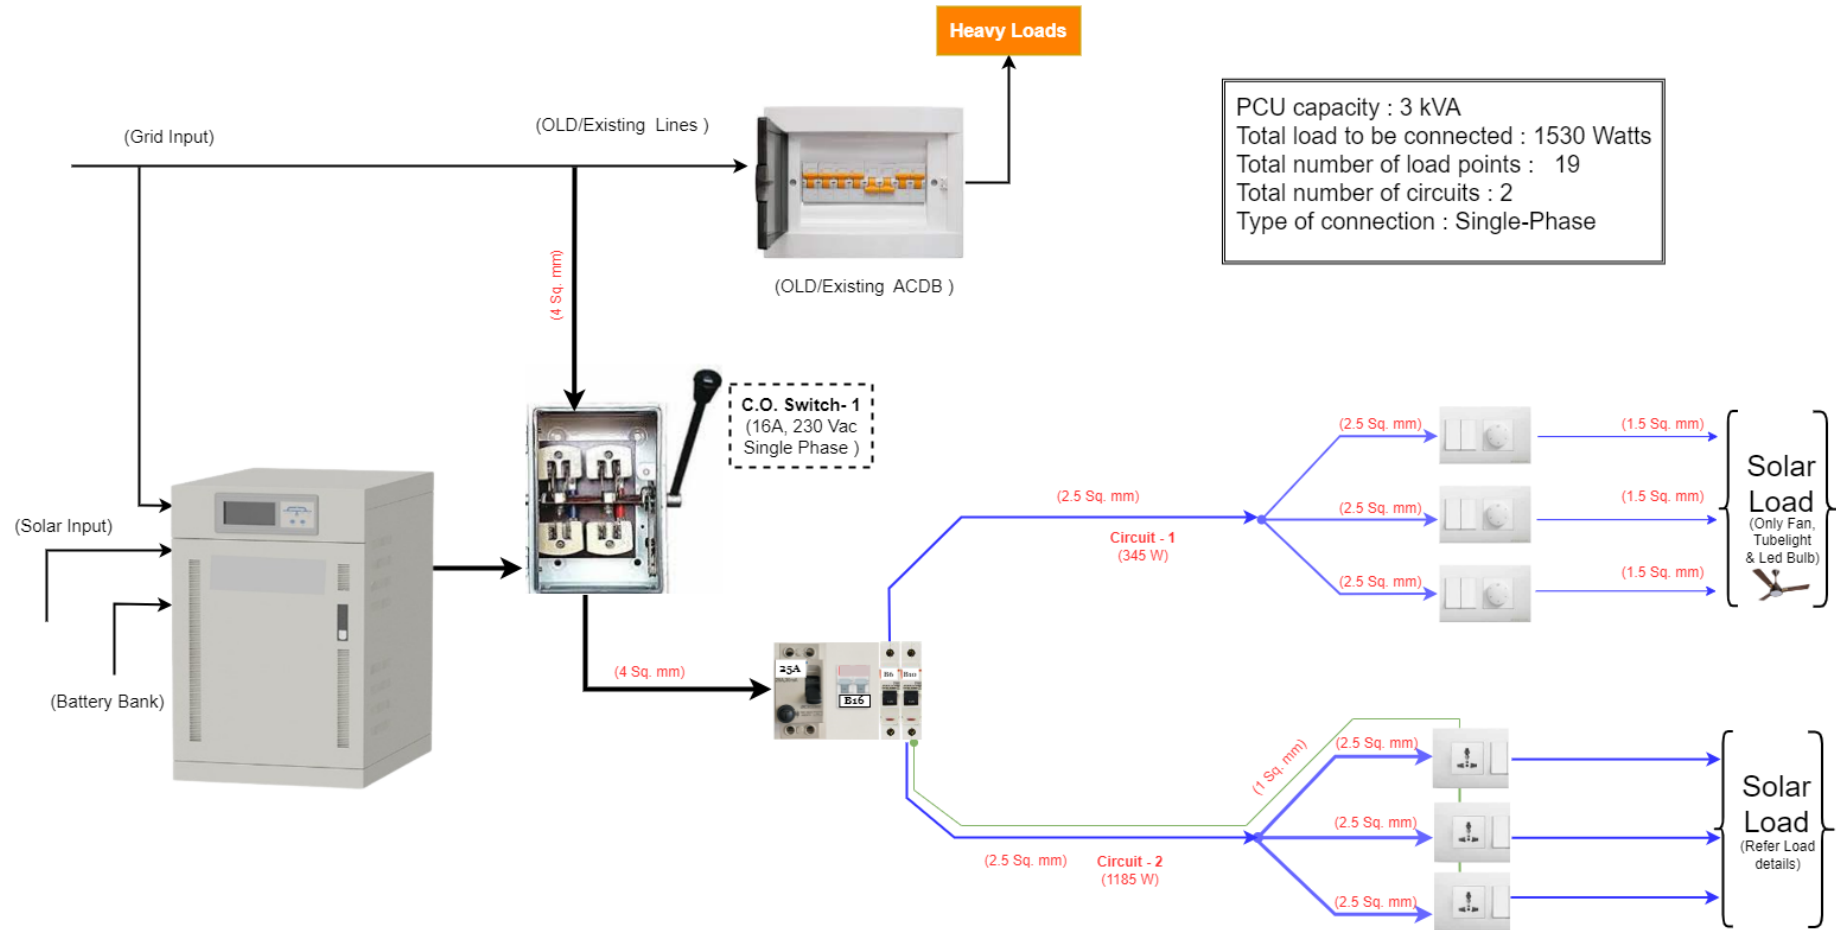 Heavy Loads
(Grid Input)
(OLD/Existing Lines )
(OLD/Existing ACDB )
PCU capacity : 3 kVA
Total load to be connected : 1530 Watts
Total number of load points : 19
Total number of circuits : 2
Type of connection : Single-Phase
(4 Sq. mm)
C.O. Switch- 1
(16A, 230 Vac
Single Phase )
(Solar Input)
(Battery Bank)
(4 Sq. mm)
25A
B16
B6
B10
(2.5 Sq. mm)
Circuit - 1
(345 W)
(2.5 Sq. mm)
(1.5 Sq. mm)
(2.5 Sq. mm)
(1.5 Sq. mm)
(2.5 Sq. mm)
(1.5 Sq. mm)
Solar
Load
(Only Fan,
Tubelight
& Led Bulb)
(2.5 Sq. mm)
Circuit - 2
(1185 W)
(1 Sq. mm)
(2.5 Sq. mm)
(2.5 Sq. mm)
(2.5 Sq. mm)
Solar
Load
(Refer Load
details)